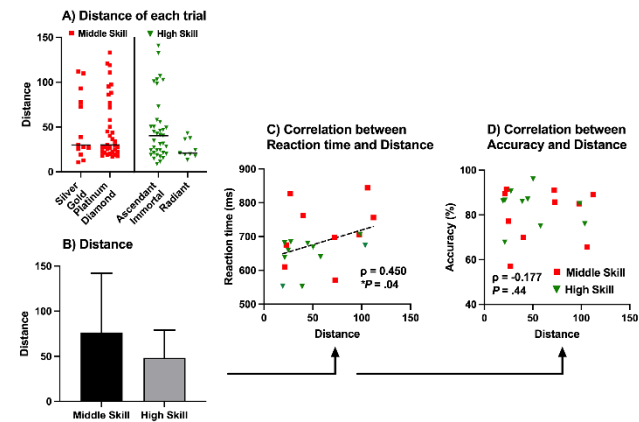 A) Distance of each trial
Middle Skill
High Skill
150
100
50
0
Distance
Silver
Gold
Platinum
Diamond
Ascendant
Immortal
Radiant
B) Distance
150
100
50
0
Distance
Middle Skill
High Skill
C) Correlation between
Reaction time and Distance
900
800
700
600
500
Reaction time (ms)
0
50
100
150
Distance
ρ = 0.450
*P = .04
D) Correlation between
Accuracy and Distance
100
80
60
40
Accuracy (%)
0
50
100
150
Distance
Middle Skill
High Skill
ρ = -0.177
P = .44